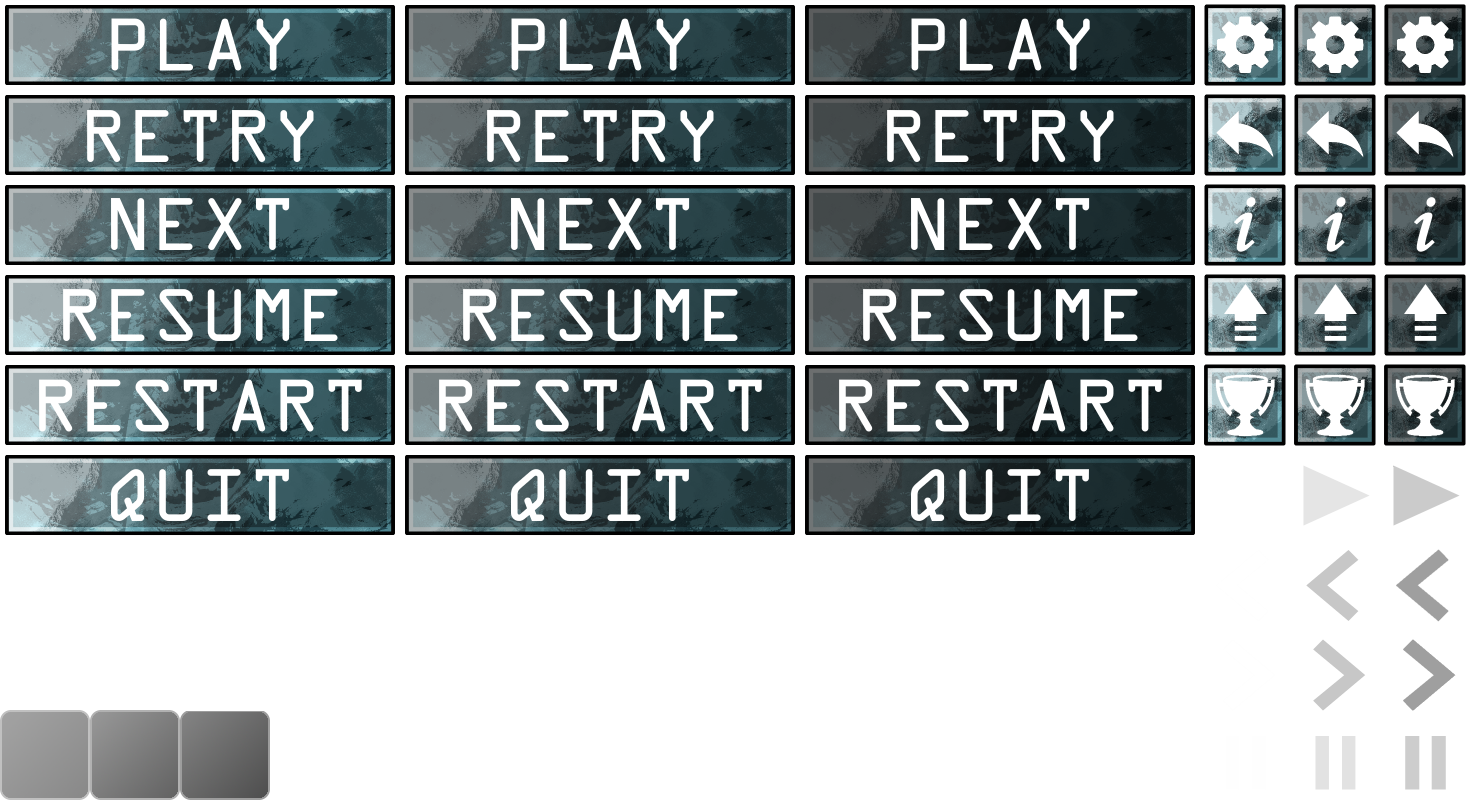 PLAY PLAY PLAY
RETRY RETRY RETRY
NEXT NEXT NEXT i i i
RESUME RESUME RESUME
RESTART RESTART RESTART
QUIT QUIT QUIT